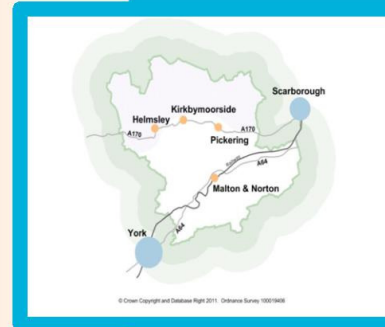 Scarborough
Kirkbymoorside
Helmsley
A170
A170
Pickering
A64
Malton & Norton
York
A64
© Crown Copyright and Database Right 2011. Ordnance Survey 100019406